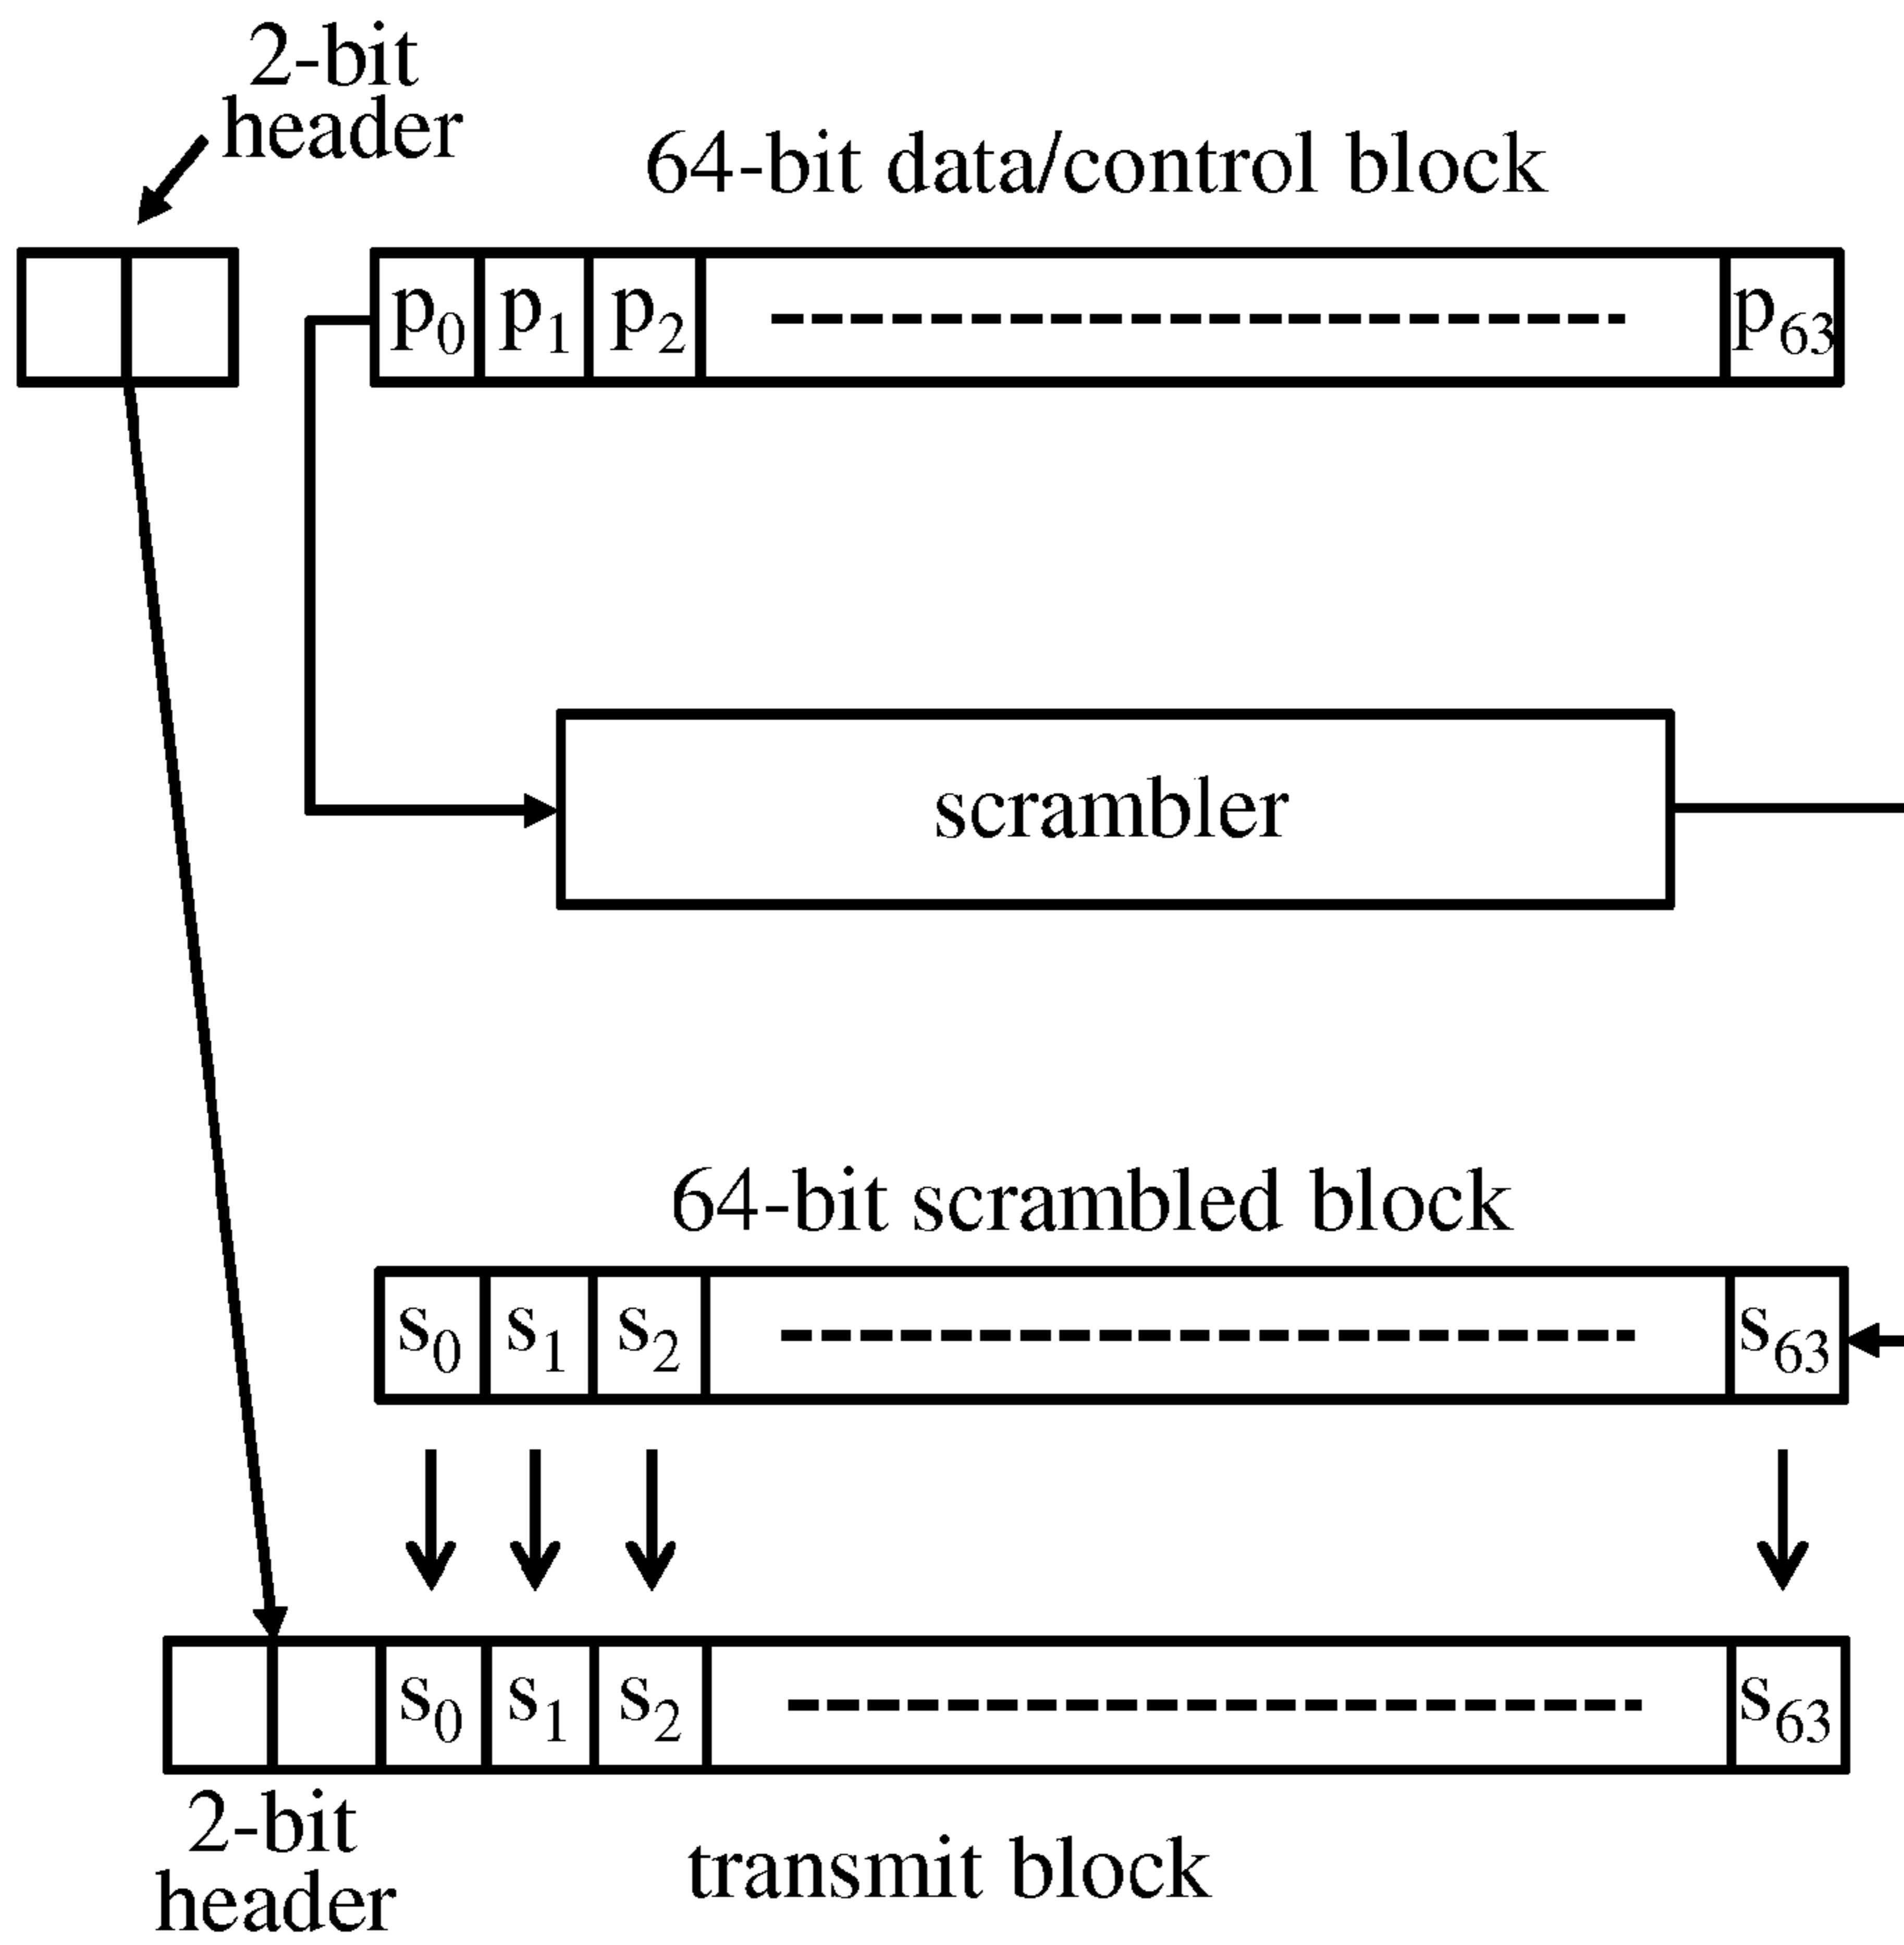 2-bit
header
64-bit data/control block
p0 p1 p2 p63
scrambler
64-bit scrambled block
s0 s1 s2 s63
s0 s1 s2 s63
2-bit
header
transmit block